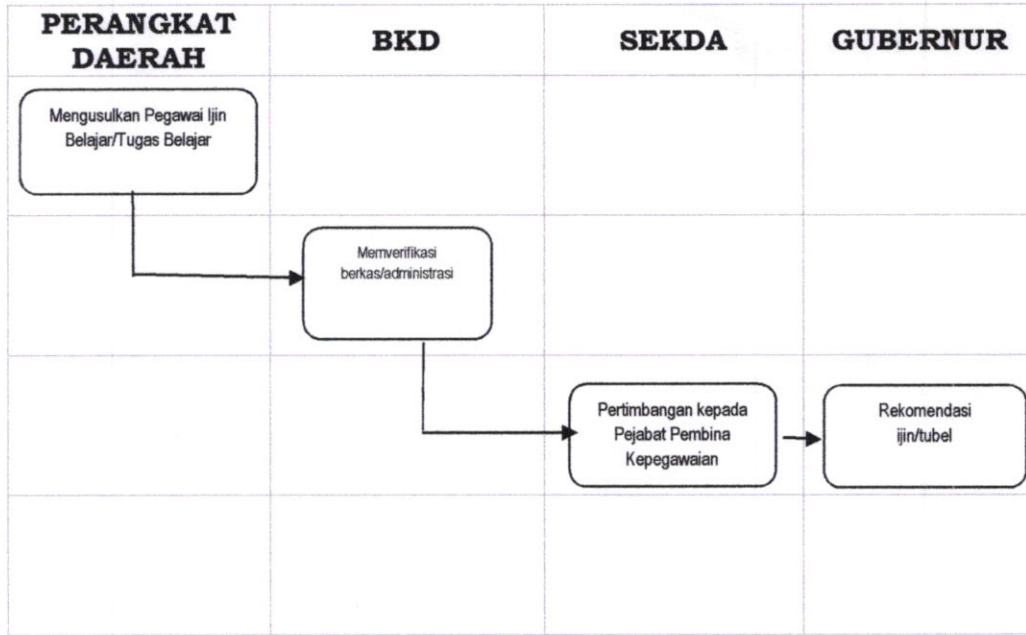 PERANGKAT
DAERAH
BKD
SEKDA
GUBERNUR
Mengusulkan Pegawai Ijin
Belajar/Tugas Belajar
Memverifikasi
berkas/administrasi
Pertimbangan kepada
Pejabat Pembina
Kepegawaian
Rekomendasi
ijin/tubel